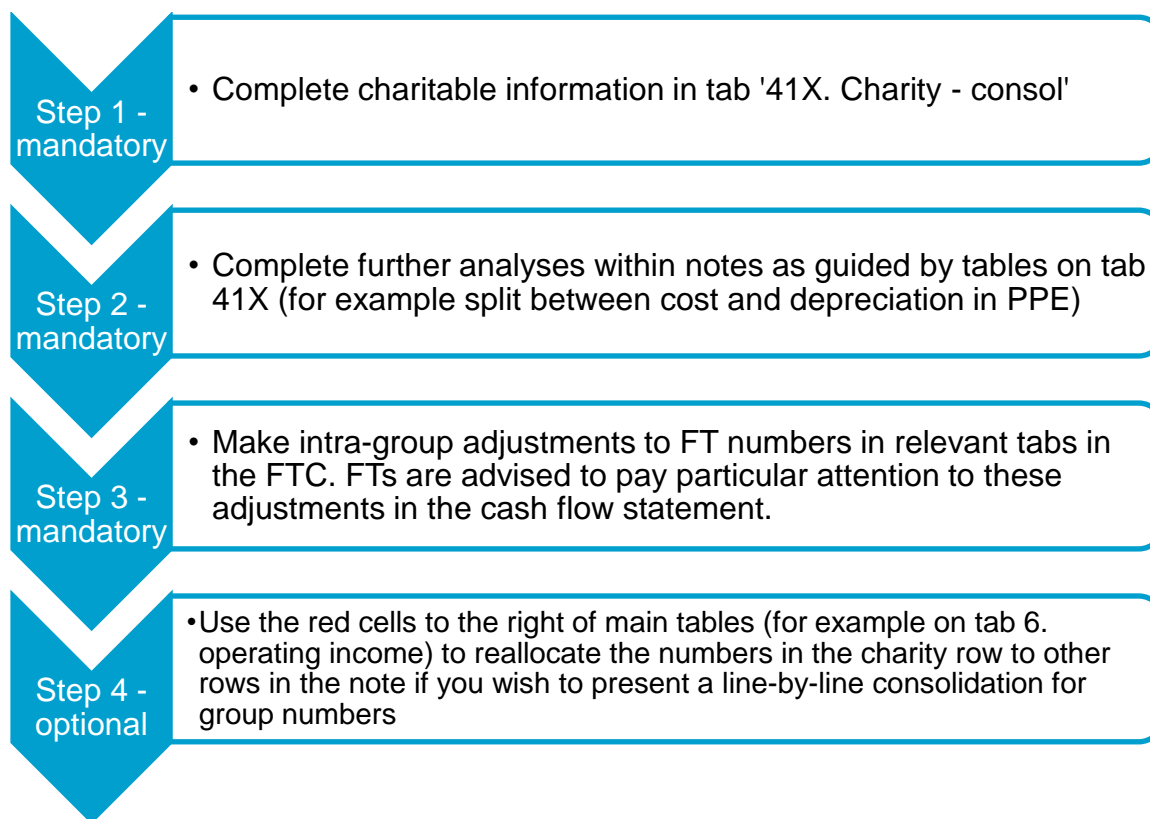 Step 1 -
mandatory
• Complete charitable information in tab '41X. Charity - consol'
Step 2 -
mandatory
• Complete further analyses within notes as guided by tables on tab
41X (for example split between cost and depreciation in PPE)
Step 3 -
mandatory
• Make intra-group adjustments to FT numbers in relevant tabs in
the FTC. FTs are advised to pay particular attention to these
adjustments in the cash flow statement.
Step 4 -
optional
•Use the red cells to the right of main tables (for example on tab 6.
operating income) to reallocate the numbers in the charity row to other
rows in the note if you wish to present a line-by-line consolidation for
group numbers